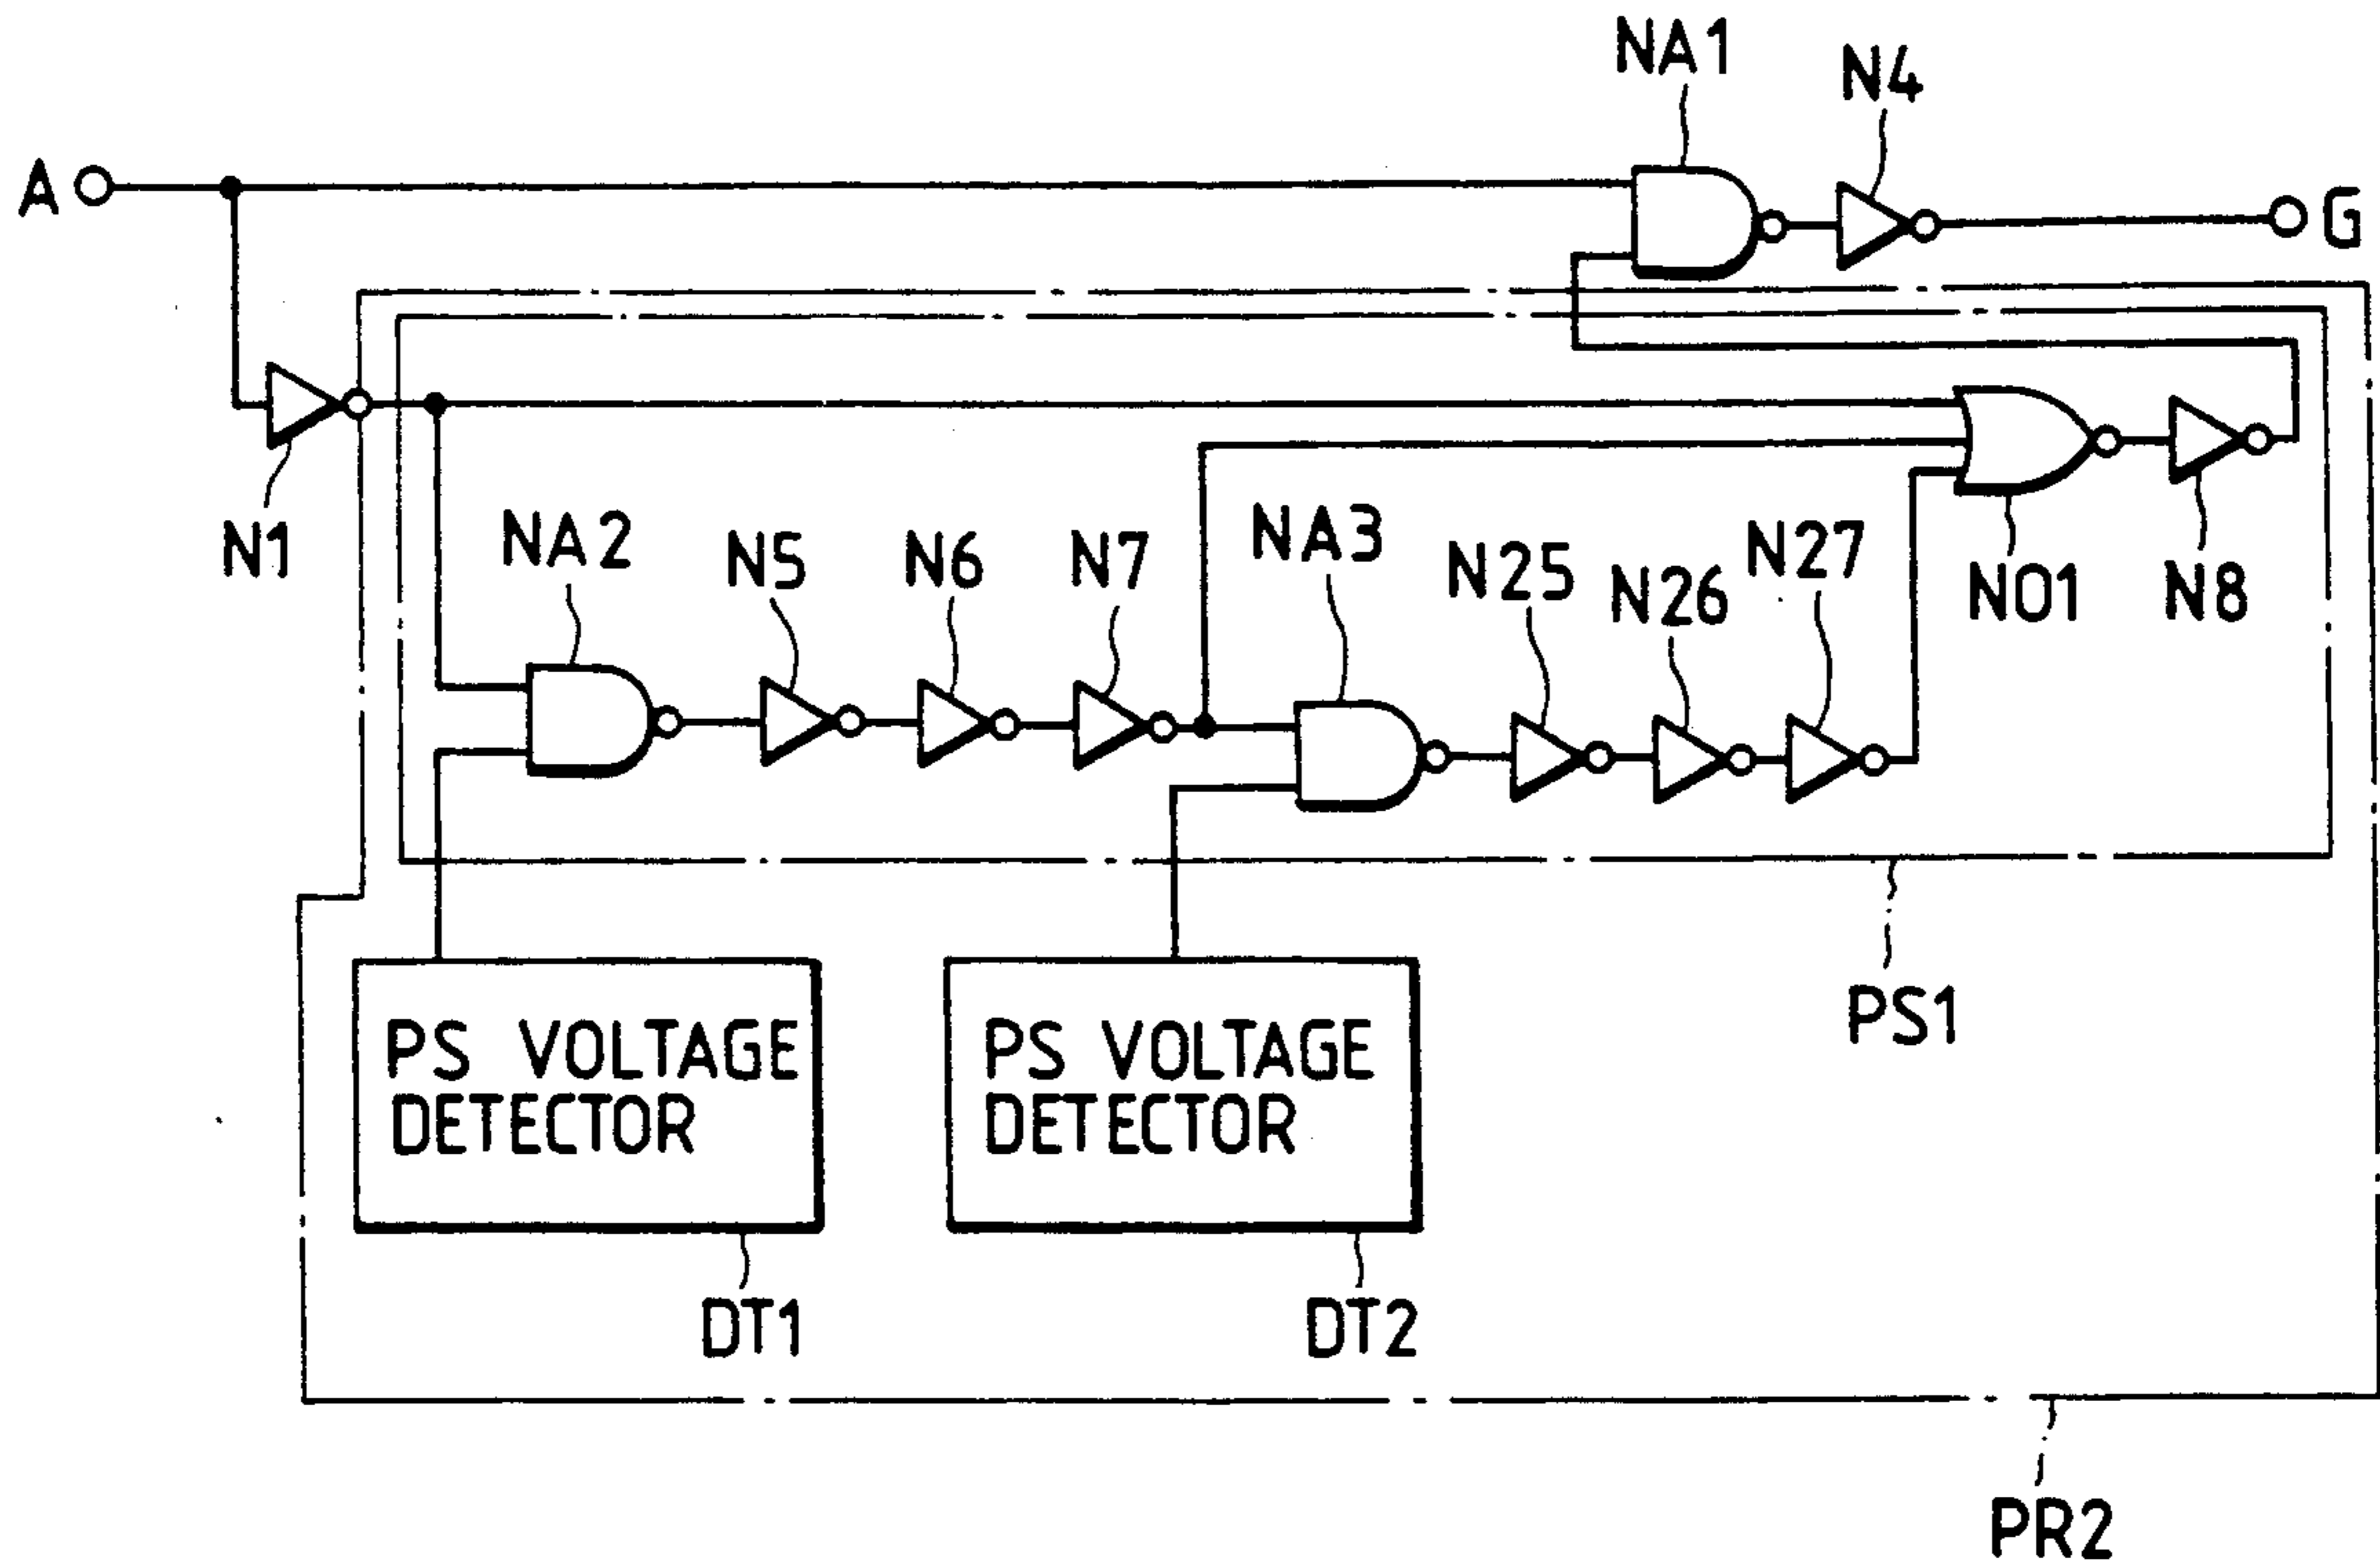 NA1
N4
A
G
N1
NA2
N5
N6
N7
NA3
N25
N26
N27
NO1
N8
PS VOLTAGE
DETECTOR
PS VOLTAGE
DETECTOR
PS1
DT1
DT2
PR2